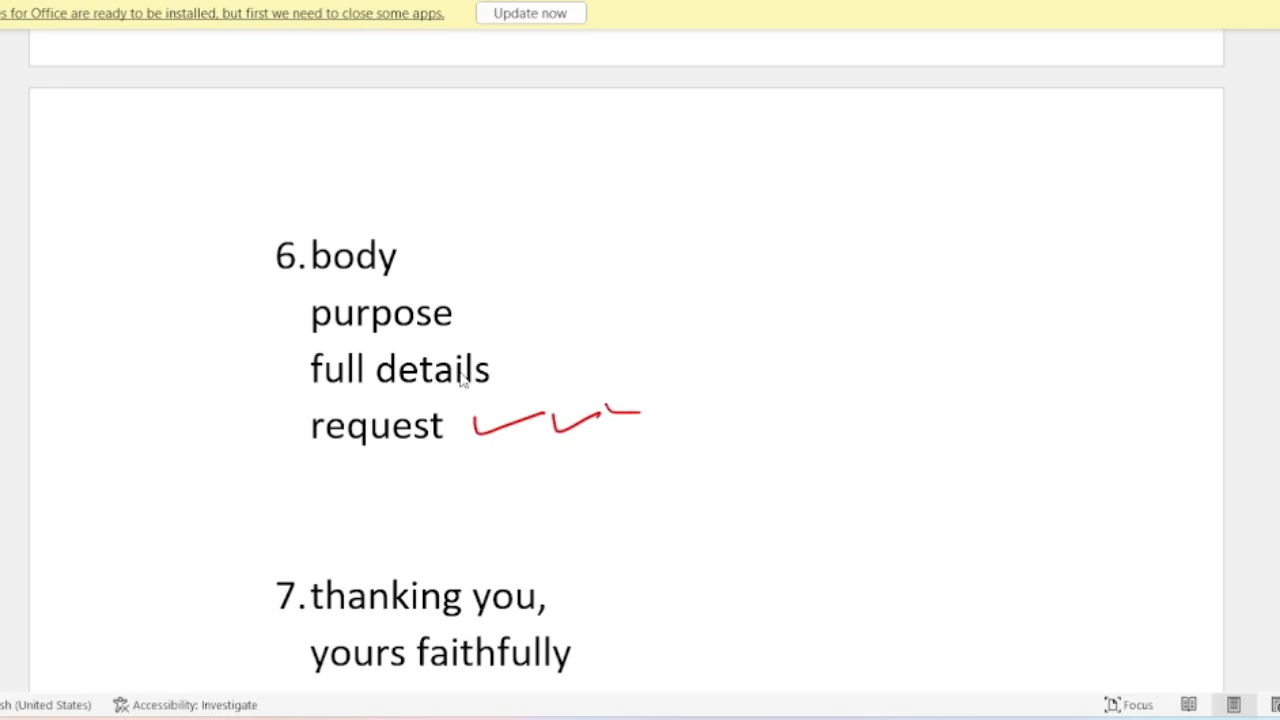 s for Office are ready to be installed, but first we need to close some apps. Update now
6. body
purpose
full details
request
7. thanking you,
yours faithfully
sh (United States) Accessibility: Investigate Focus